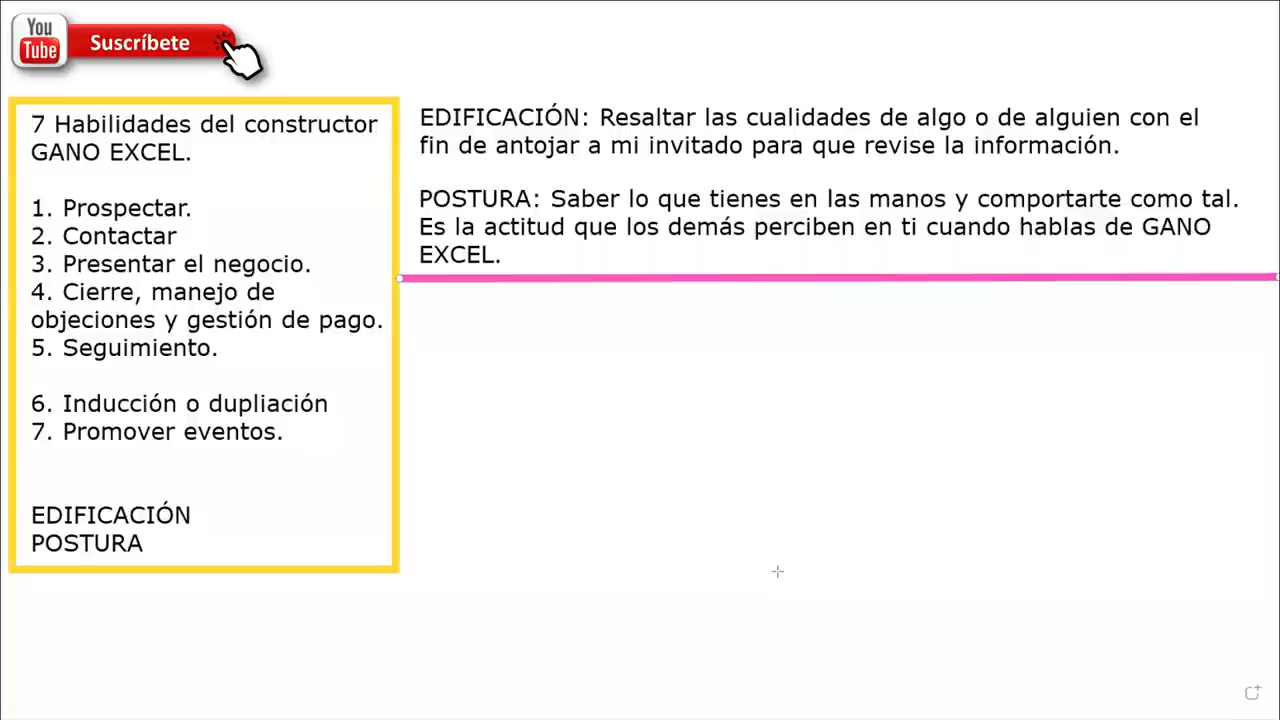 You
Tube
Suscríbete
7 Habilidades del constructor
GANO EXCEL.
1. Prospectar.
2. Contactar
3. Presentar el negocio.
4. Cierre, manejo de
objeciones y gestión de pago.
5. Seguimiento.
6. Inducción o dupliación
7. Promover eventos.
EDIFICACIÓN
POSTURA
EDIFICACIÓN: Resaltar las cualidades de algo o de alguien con el
fin de antojar a mi invitado para que revise la información.
POSTURA: Saber lo que tienes en las manos y comportarte como tal.
Es la actitud que los demás perciben en ti cuando hablas de GANO
EXCEL.